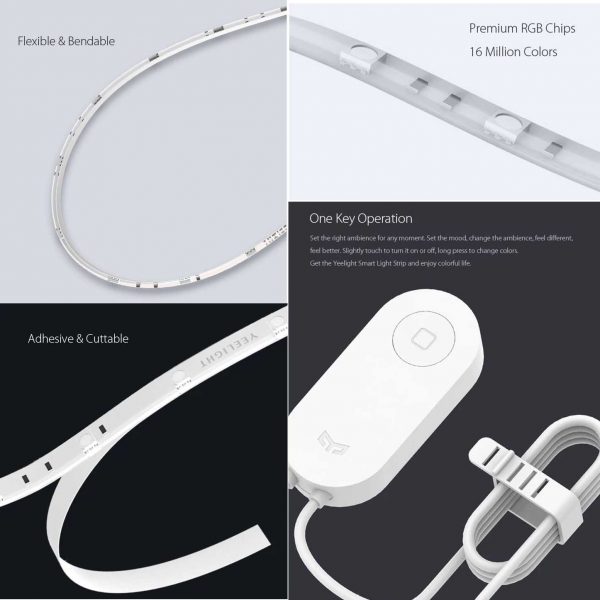 Flexible & Bendable
Premium RGB Chips
16 Million Colors
One Key Operation
Set the right ambience for any moment. Set the mood, change the ambience, feel different,
feel better. Slightly touch to turn it on or off, long press to change colors.
Get the Yeelight Smart Light Strip and enjoy colorful life.
Adhesive & Cuttable
YEELIGHT